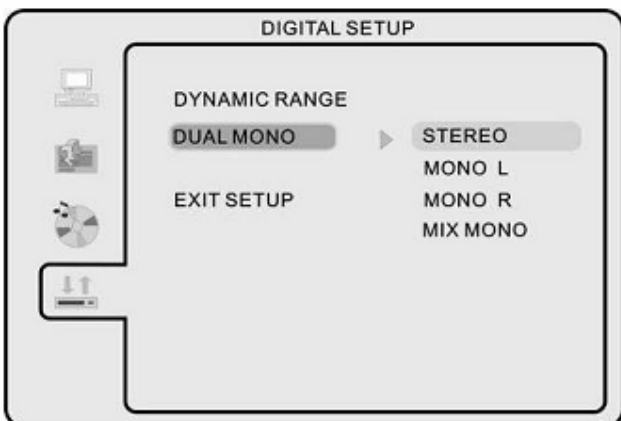 DIGITAL SETUP
DYNAMIC RANGE
DUAL MONO
STEREO
MONO L
EXIT SETUP
MONO R
MIX MONO